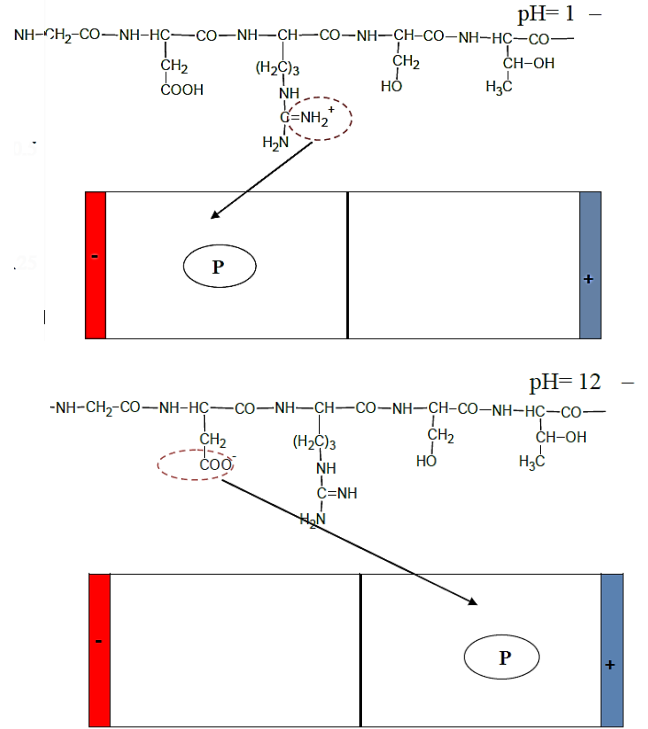 pH= 1 –
NH-CH2-CO—NH-HC—CO—NH—CH—CO—NH—CH-CO—NH—HC—CO—
CH2 (H2C)3 CH2 CH-OH
COOH NH HO H3C
C=NH2+
H2N
P
-
+
pH= 12 –
-NH-CH2-CO—NH-HC—CO—NH—CH—CO—NH—CH-CO—NH—HC—CO—
CH2 (H2C)3 CH2 CH-OH
COO- NH HO H3C
C=NH
H2N
-
P
+